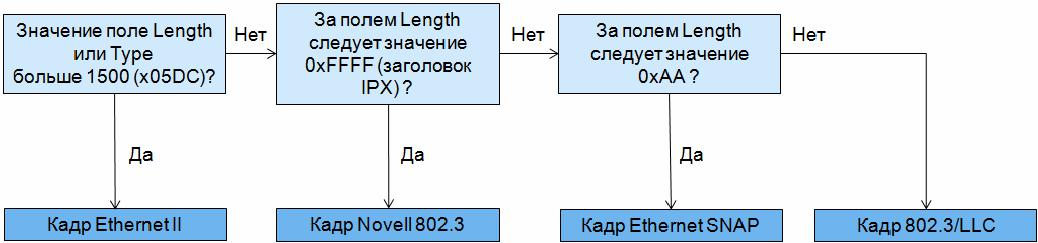 Значение поле Length
или Type
больше 1500 (x05DC)?
Нет
За полем Length
следует значение
0xFFFF (заголовок
IPX) ?
Нет
За полем Length
следует значение
0xAA ?
Нет
Да
Да
Да
Кадр Ethernet II
Кадр Novell 802.3
Кадр Ethernet SNAP
Кадр 802.3/LLC